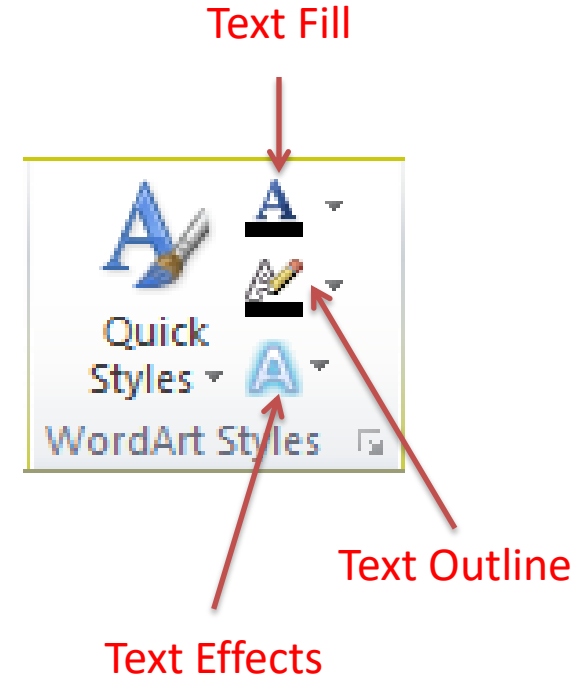 Text Fill
Quick
Styles
WordArt Styles
Text Outline
Text Effects